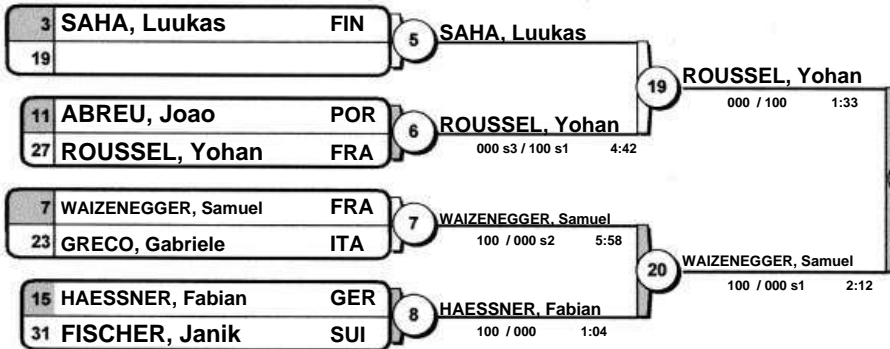 3 SAHA, Luukas FIN
19
5 SAHA, Luukas
11 ABREU, Joao POR
27 ROUSSEL, Yohan FRA
6 ROUSSEL, Yohan
000 s3 / 100 s1 4:42
19 ROUSSEL, Yohan
000 / 100 1:33
7 WAIZENEGGER, Samuel FRA
23 GRECO, Gabriele ITA
7 WAIZENEGGER, Samuel
100 / 000 s2 5:58
15 HAESSNER, Fabian GER
31 FISCHER, Janik SUI
8 HAESSNER, Fabian
100 / 000 1:04
20 WAIZENEGGER, Samuel
100 / 000 s1 2:12